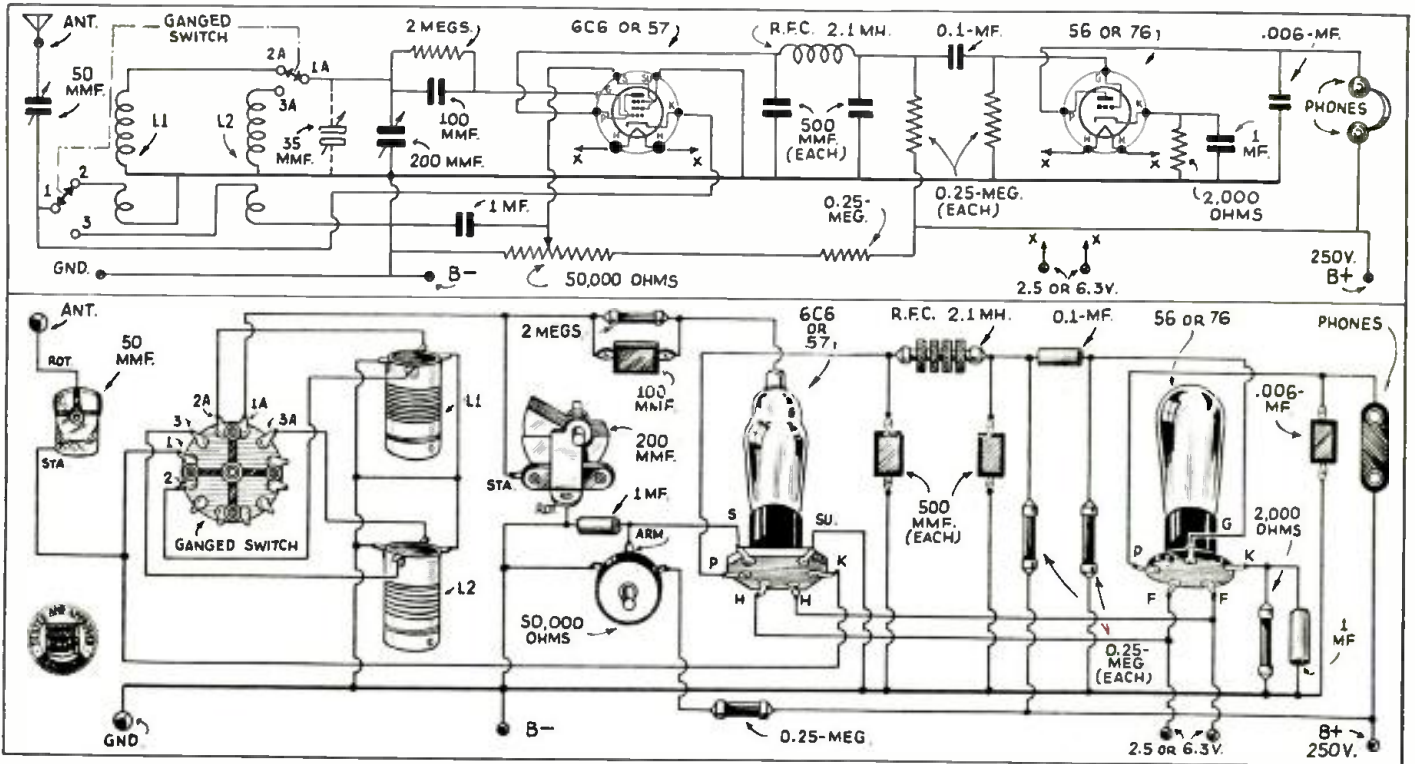 ANT.
GANGED
SWITCH
2 MEGS.
6C6 OR 57
R.F.C. 2.1 MH.
0.1-MF.
56 OR 76
.006-MF.
2A
1A
3A
50
MMF.
L1
L2
35
MMF.
100
MMF.
200 MMF.
G
S
SU
P
K
H
H
X
X
500
MMF.
(EACH)
G
P
K
H
H
X
X
PHONES
1
MF.
1
2
3
1 MF.
0.25-
MEG.
0.25-MEG.
(EACH)
2,000
OHMS
GND.
B-
50,000 OHMS
X
X
2.5 OR 6.3V.
250V.
B+
ANT.
ROT.
50
MMF.
STA.
2A
1A
3
3A
1
2
GANGED SWITCH
L1
L2
2 MEGS
100
MMF.
200
MMF.
STA.
ROT.
1 MF.
ARM
50,000
OHMS
6C6
OR
57
S
SU.
P
K
H
H
R.F.C. 2.1 MH.
0.1-MF.
500
MMF.
(EACH)
0.25-
MEG
(EACH)
56 OR 76
G
P
K
F
F
.006-
MF
PHONES
2,000
OHMS
1
MF
GND.
B-
0.25-MEG.
2.5 OR 6.3V.
B+
250V.